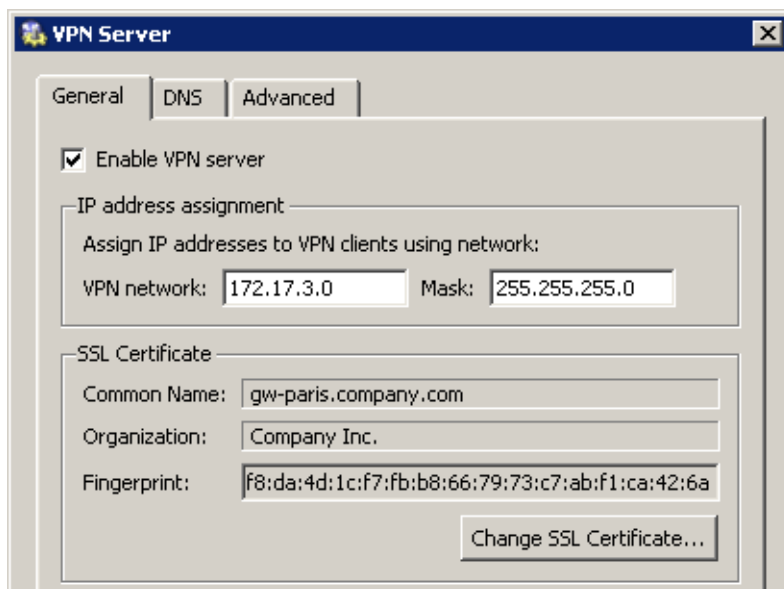 VPN Server
General DNS Advanced
Enable VPN server
IP address assignment
Assign IP addresses to VPN clients using network:
VPN network: 172.17.3.0 Mask: 255.255.255.0
SSL Certificate
Common Name: gw-paris.company.com
Organization: Company Inc.
Fingerprint: f8:da:4d:1c:f7:fb:b8:66:79:73:c7:ab:f1:ca:42:6a
Change SSL Certificate...